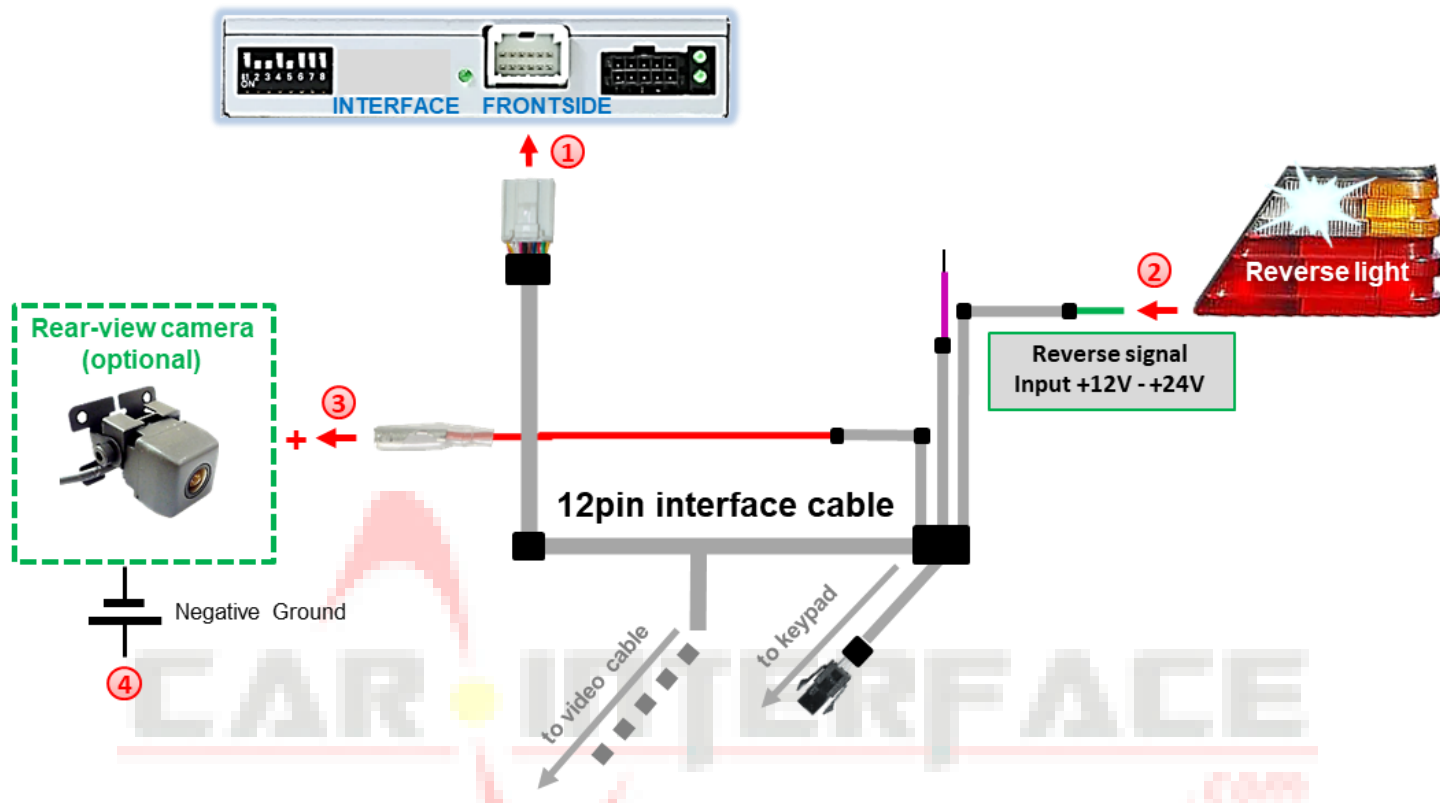 1 2 3 4 5 6 7 8
ON
INTERFACE FRONTSIDE
1
2
Reverse light
Rear-view camera
(optional)
Reverse signal
Input +12V - +24V
3
+
12pin interface cable
Negative Ground
to keypad
to video cable
4
CAR INTERFACE
.com